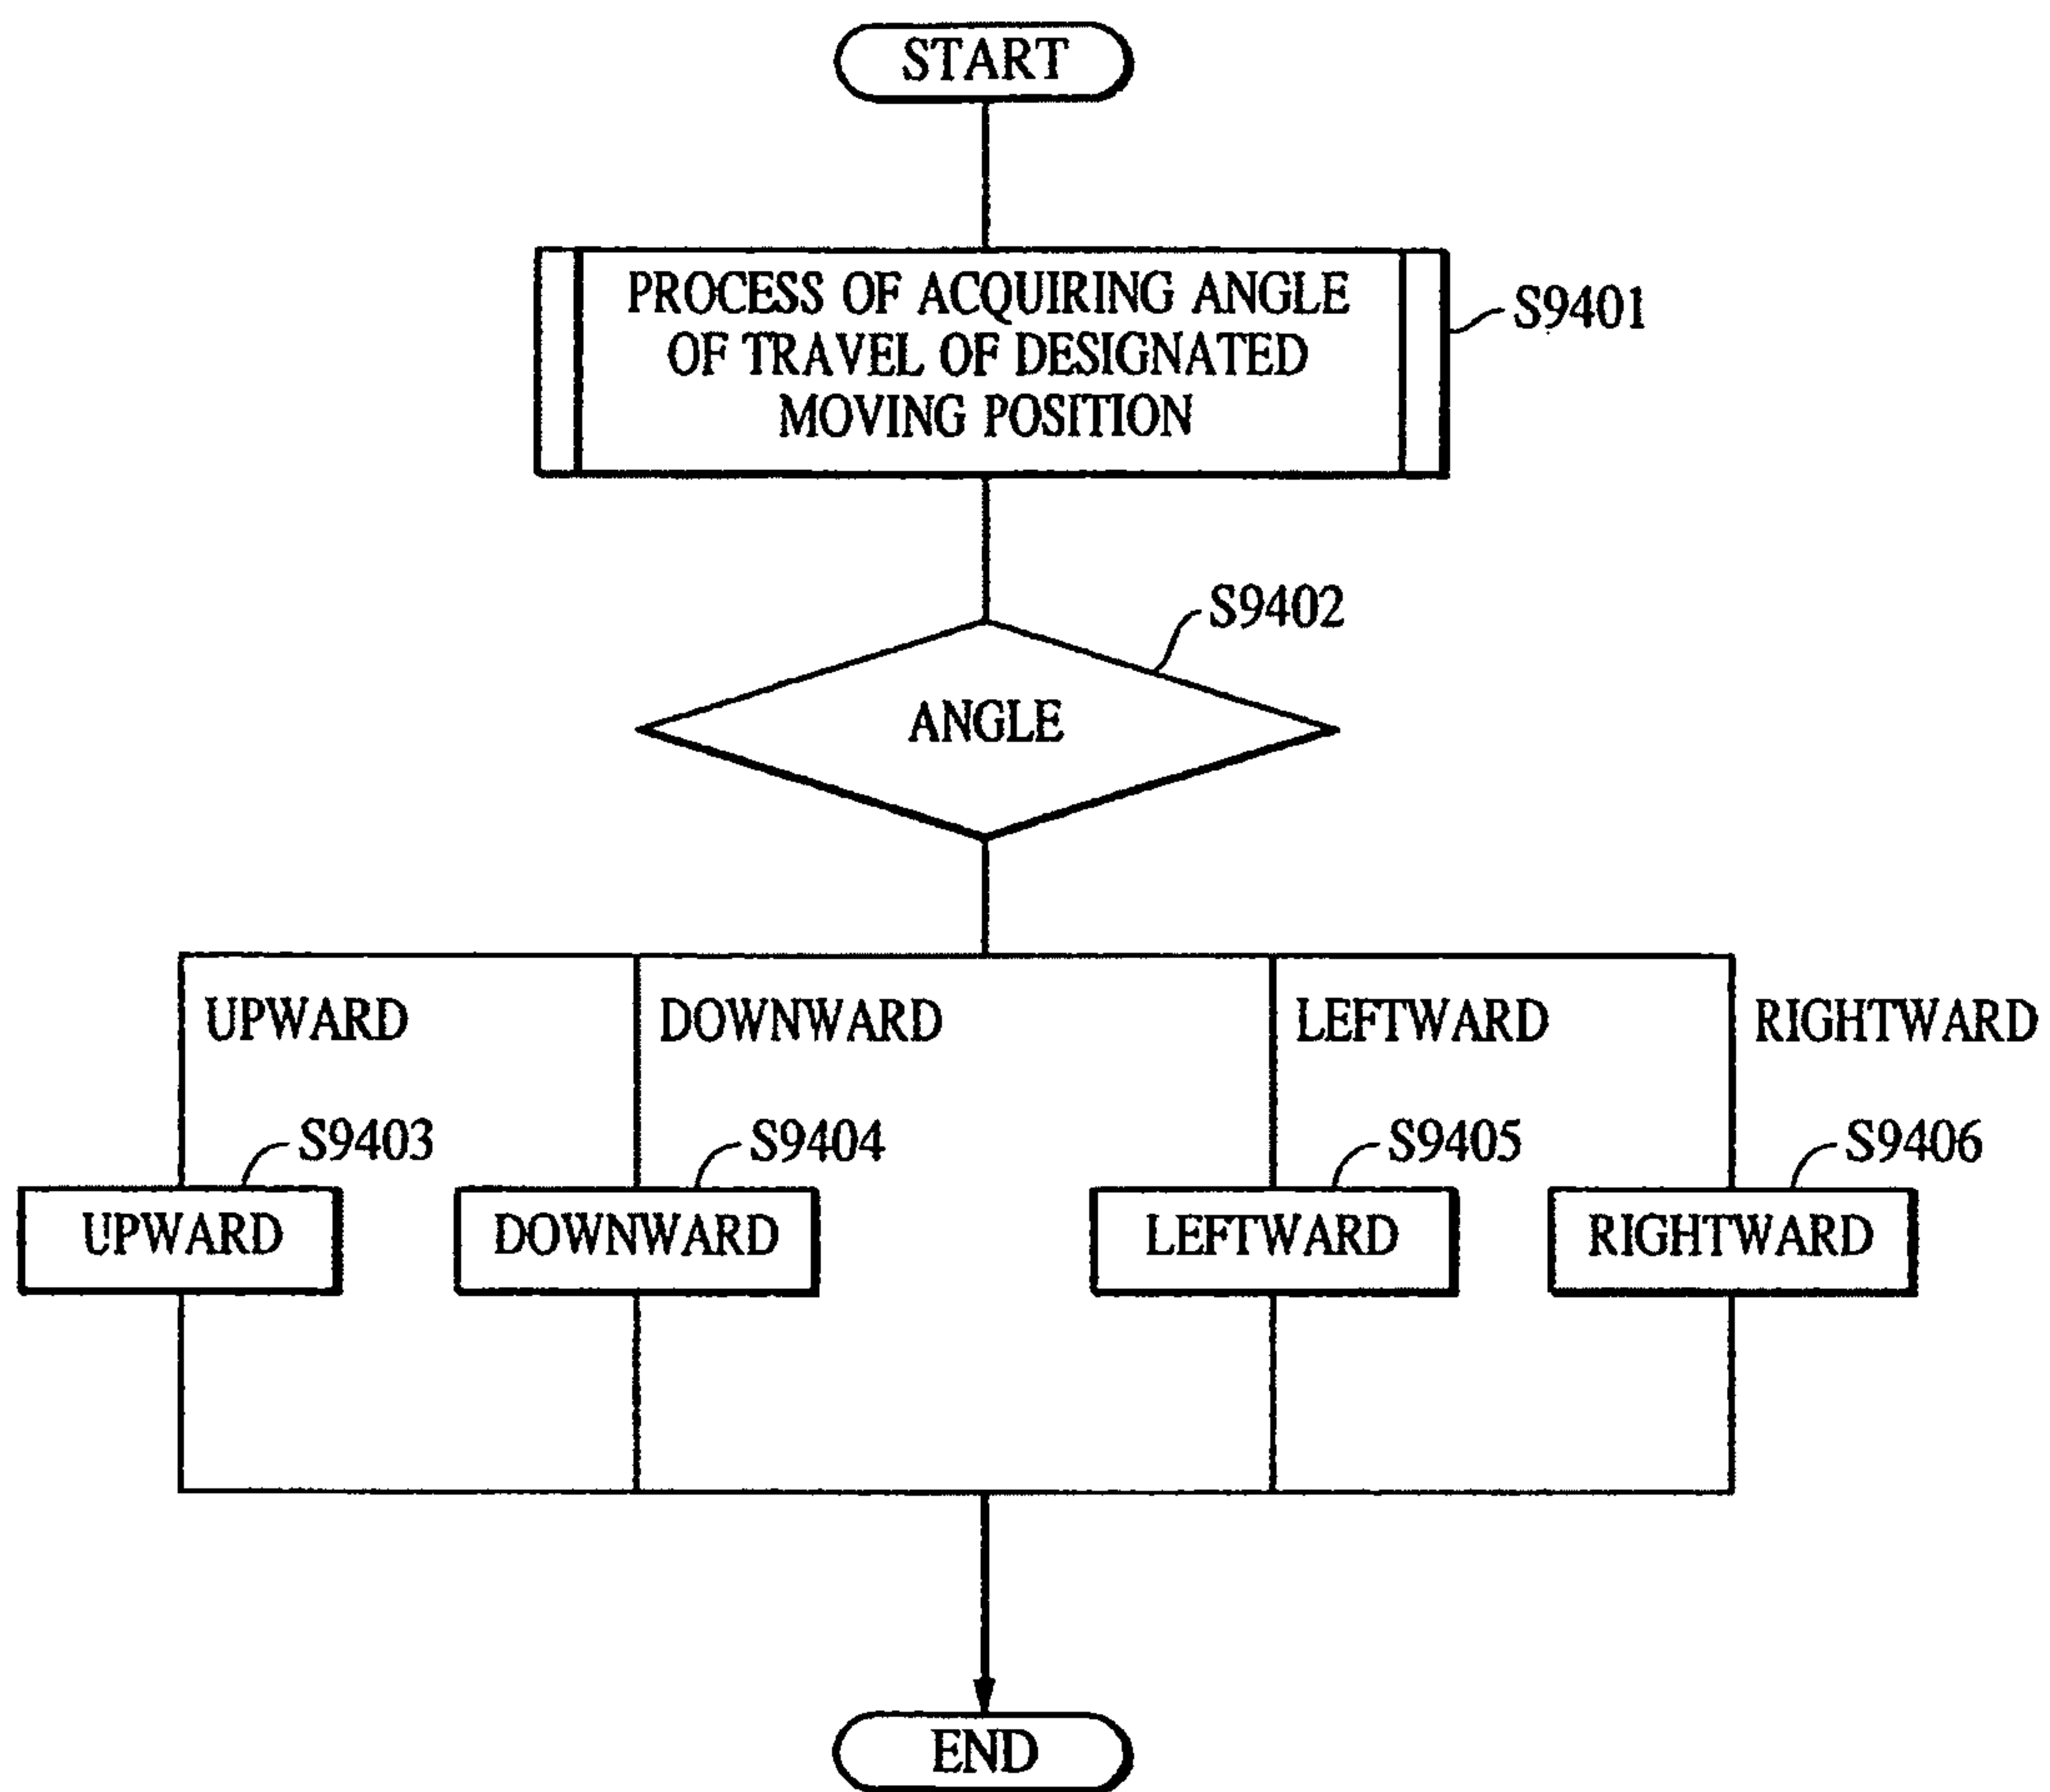 START
PROCESS OF ACQUIRING ANGLE
OF TRAVEL OF DESIGNATED
MOVING POSITION
S9401
S9402
ANGLE
UPWARD
DOWNWARD
LEFTWARD
RIGHTWARD
S9403
S9404
S9405
S9406
UPWARD
DOWNWARD
LEFTWARD
RIGHTWARD
END